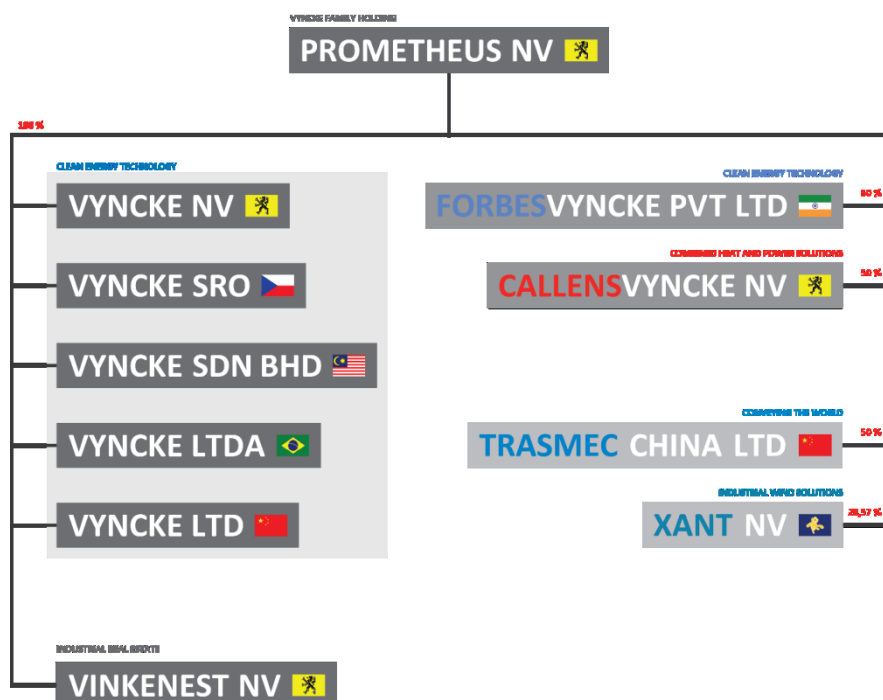 VYNCKE FAMILY HOLDING
PROMETHEUS NV
100 %
CLEAN ENERGY TECHNOLOGY
VYNCKE NV
VYNCKE SRO
VYNCKE SDN BHD
VYNCKE LTDA
VYNCKE LTD
INDUSTRIAL REAL ESTATE
VINKENEST NV
CLEAN ENERGY TECHNOLOGY
FORBESVYNCKE PVT LTD
COMBINED HEAT AND POWER SOLUTIONS
CALLENSVYNCKE NV
50 %
CONVEYING THE WORLD
TRASMEC CHINA LTD
50 %
INDUSTRIAL WIND SOLUTIONS
XANT NV